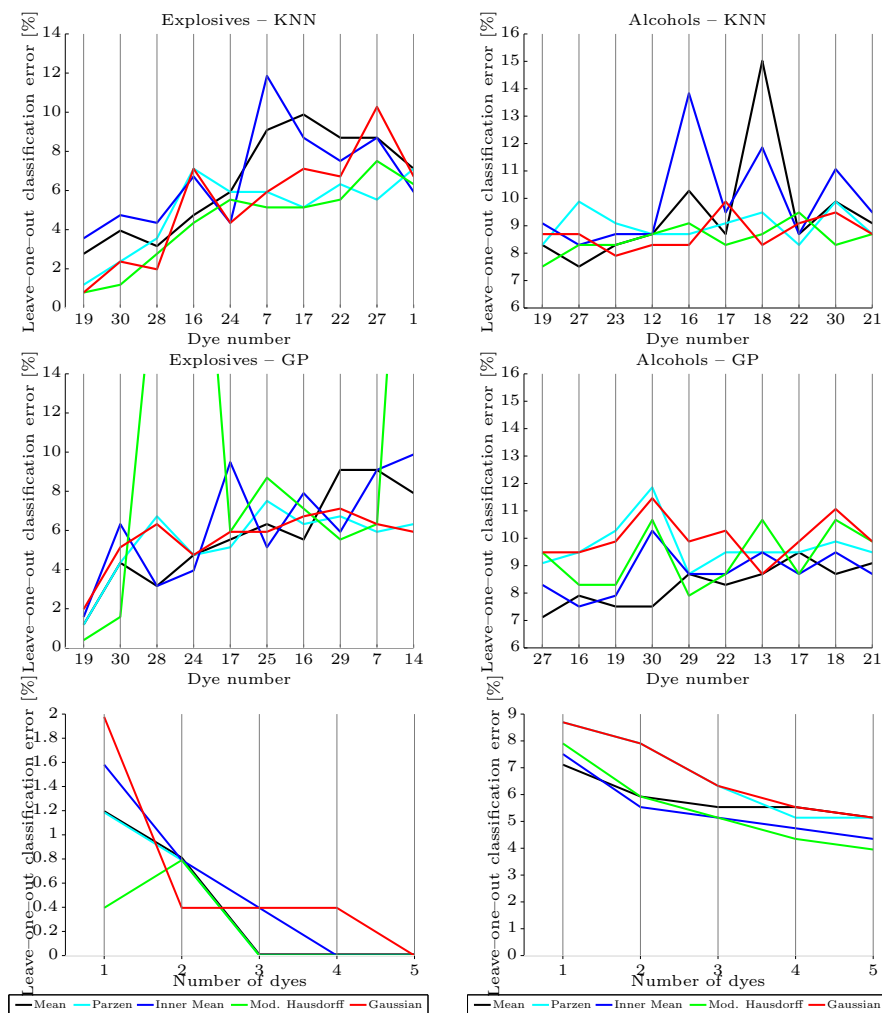 Explosives – KNN
Leave–one–out classification error [%]
14
12
10
8
6
4
2
0
19 30 28 16 24 7 17 22 27 1
Dye number
Alcohols – KNN
Leave–one–out classification error [%]
16
15
14
13
12
11
10
9
8
7
6
19 27 23 12 16 17 18 22 30 21
Dye number
Explosives – GP
Leave–one–out classification error [%]
14
12
10
8
6
4
2
0
19 30 28 24 17 25 16 29 7 14
Dye number
Alcohols – GP
Leave–one–out classification error [%]
16
15
14
13
12
11
10
9
8
7
6
27 16 19 30 29 22 13 17 18 21
Dye number
Leave–one–out classification error [%]
2
1.8
1.6
1.4
1.2
1
0.8
0.6
0.4
0.2
0
1 2 3 4 5
Number of dyes
Mean Parzen Inner Mean Mod. Hausdorff Gaussian
Leave–one–out classification error [%]
9
8
7
6
5
4
3
2
1
0
1 2 3 4 5
Number of dyes
Mean Parzen Inner Mean Mod. Hausdorff Gaussian